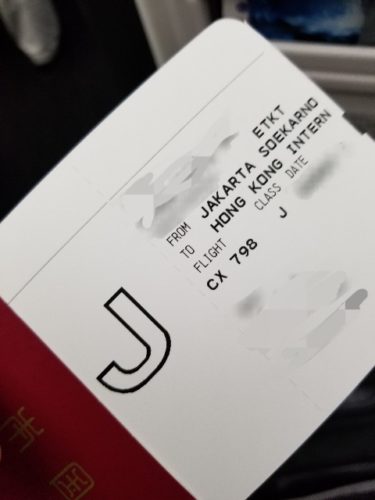 ETKT
FROM JAKARTA SOEKARNO
TO HONG KONG INTERN
FLIGHT CLASS DATE
CX 798 J
J